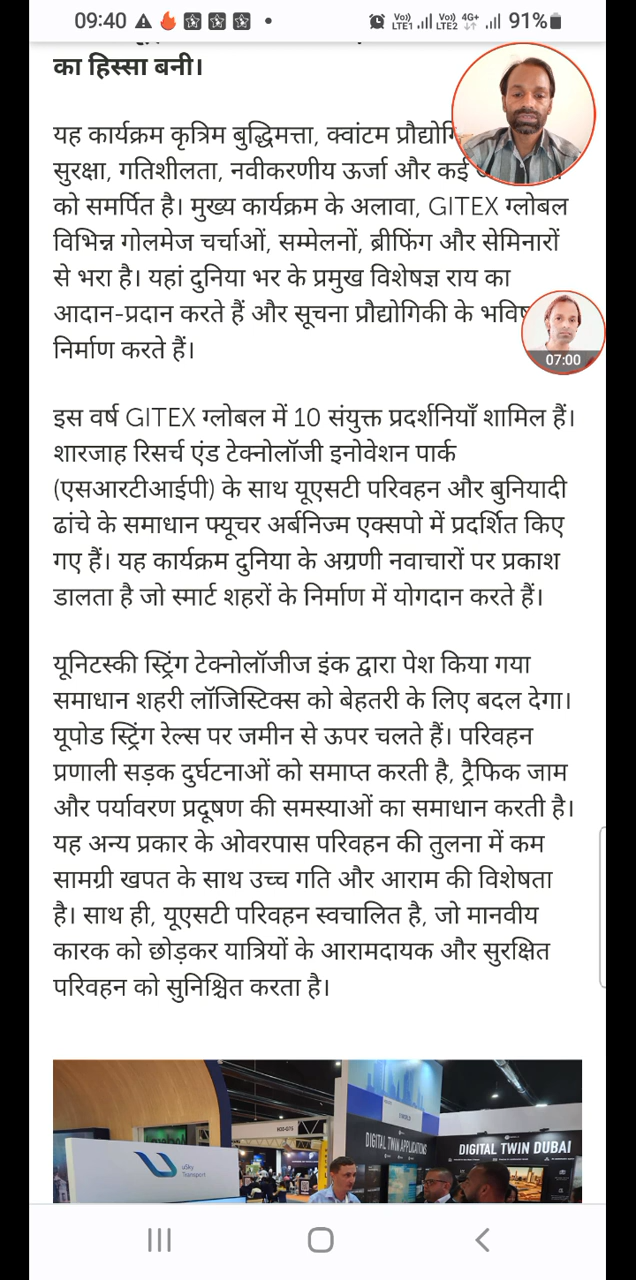 09:40 Vo)) LTE1 Vo)) LTE2 4G+ 91%
का हिस्सा बनी।
यह कार्यक्रम कृत्रिम बुद्धिमत्ता, क्वांटम
सुरक्षा, गतिशीलता, नवीकरणीय ऊर्जा और कई
को समर्पित है। मुख्य कार्यक्रम के अलावा, GITEX ग्लोबल
विभिन्न गोलमेज चर्चाओं, सम्मेलनों, ब्रीफिंग और सेमिनारों
से भरा है। यहां दुनिया भर के प्रमुख विशेषज्ञ राय का
आदान-प्रदान करते हैं और सूचना प्रौद्योगिकी के
निर्माण करते हैं।
07:00
इस वर्ष GITEX ग्लोबल में 10 संयुक्त प्रदर्शनियाँ शामिल हैं।
शारजाह रिसर्च एंड टेक्नोलॉजी इनोवेशन पार्क
(एसआरटीआईपी) के साथ यूएसटी परिवहन और बुनियादी
ढांचे के समाधान फ्यूचर अर्बनिज्म एक्सपो में प्रदर्शित किए
गए हैं। यह कार्यक्रम दुनिया के अग्रणी नवाचारों पर प्रकाश
डालता है जो स्मार्ट शहरों के निर्माण में योगदान करते हैं।
यूनिटस्की स्ट्रिंग टेक्नोलॉजीज इंक द्वारा पेश किया गया
समाधान शहरी लॉजिस्टिक्स को बेहतरी के लिए बदल देगा।
यूपोड स्ट्रिंग रेल्स पर जमीन से ऊपर चलते हैं। परिवहन
प्रणाली सड़क दुर्घटनाओं को समाप्त करती है, ट्रैफिक जाम
और पर्यावरण प्रदूषण की समस्याओं का समाधान करती है।
यह अन्य प्रकार के ओवरपास परिवहन की तुलना में कम
सामग्री खपत के साथ उच्च गति और आराम की विशेषता
है। साथ ही, यूएसटी परिवहन स्वचालित है, जो मानवीय
कारक को छोड़कर यात्रियों के आरामदायक और सुरक्षित
परिवहन को सुनिश्चित करता है।
DIGITAL TWIN APPLICATIONS
DIGITAL TWIN DUBAI
uSky
Transport